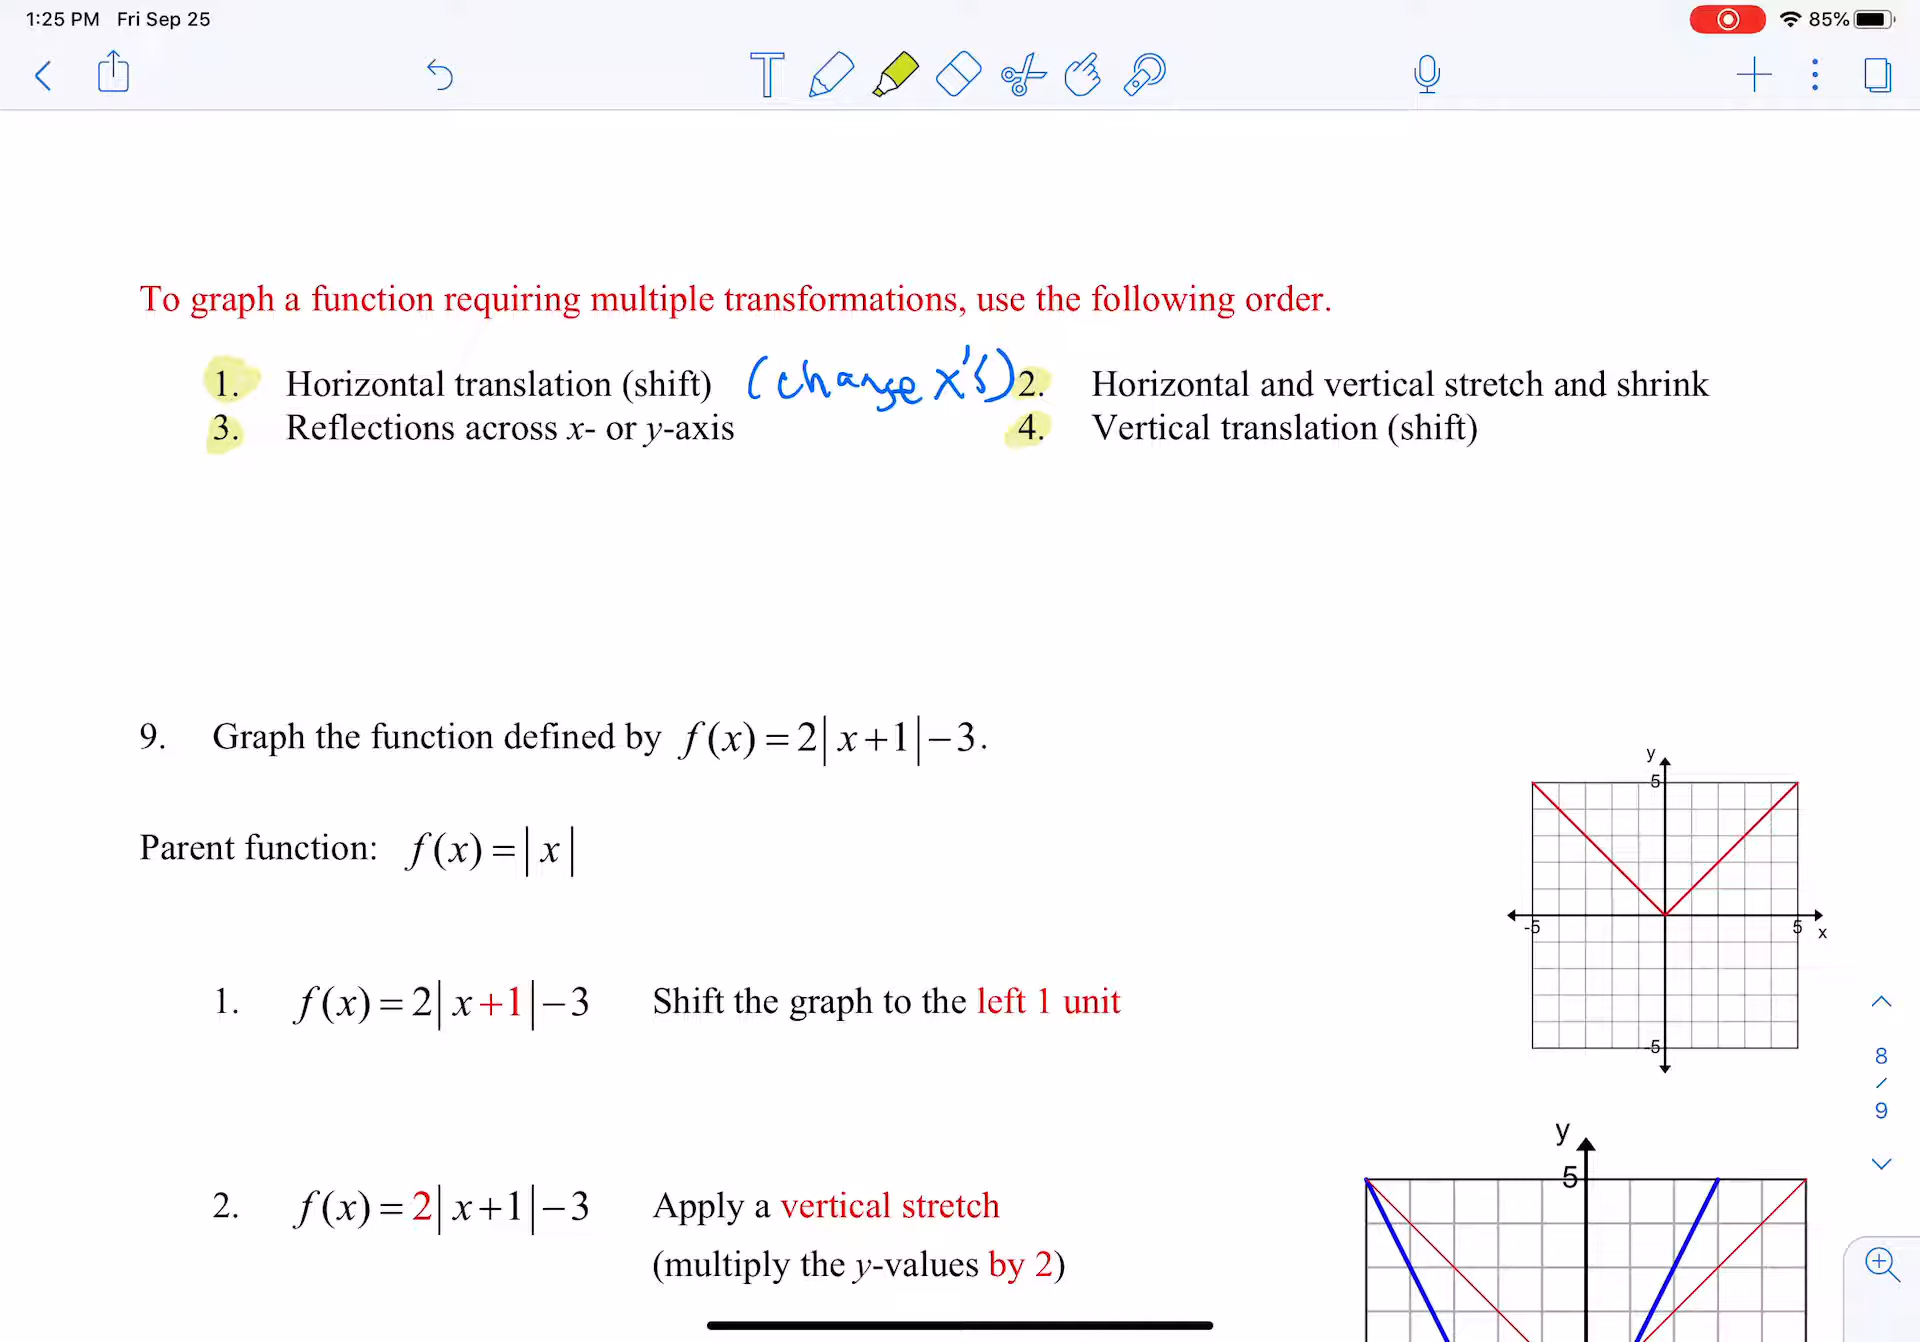 1:25 PM Fri Sep 25
85%
To graph a function requiring multiple transformations, use the following order.
1. Horizontal translation (shift) (change x's) 2. Horizontal and vertical stretch and shrink
3. Reflections across x- or y-axis 4. Vertical translation (shift)
9. Graph the function defined by f(x)=2|x+1|−3.
Parent function: f(x)=|x|
y
5
-5 5 x
-5
1. f(x)=2|x+1|−3 Shift the graph to the left 1 unit
8
/
9
y
5
2. f(x)=2|x+1|−3 Apply a vertical stretch
(multiply the y-values by 2)